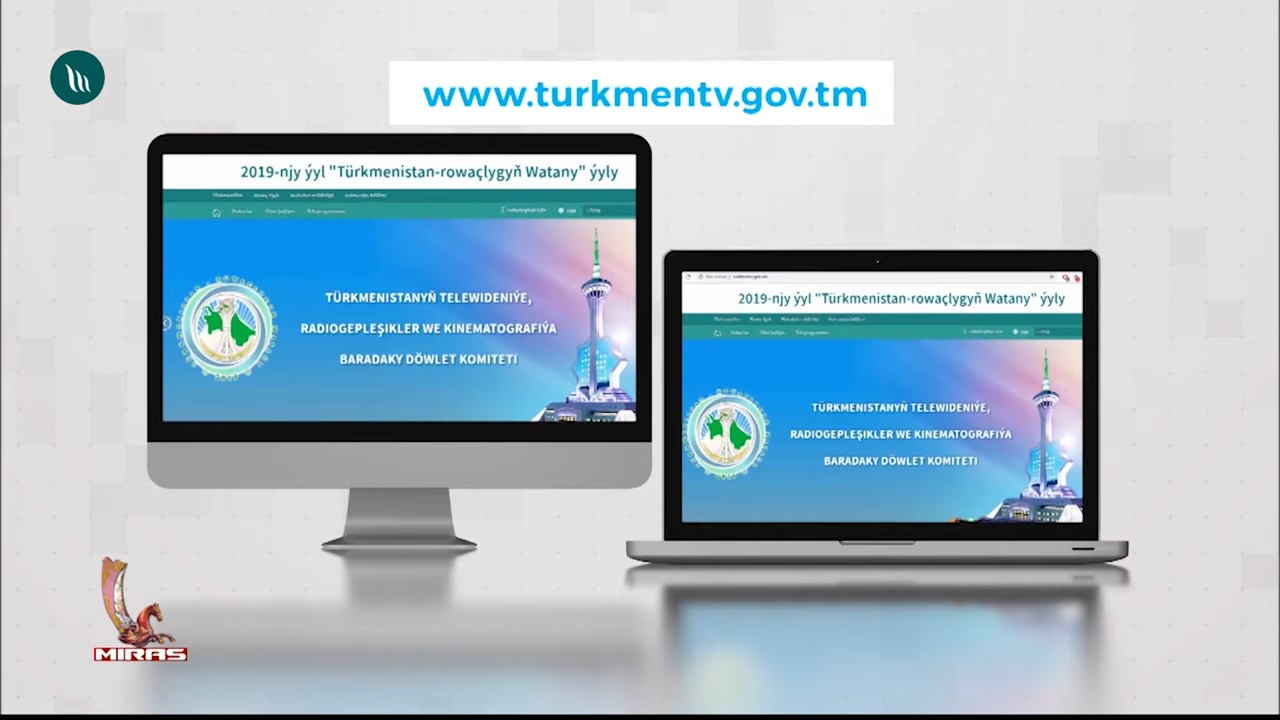 www.turkmentv.gov.tm
2019-njy ýyl "Türkmenistan-rowaçlygyň Watany" ýyly
TÜRKMENISTANYŇ TELEWIDENIÝE,
RADIOGEPLEŞIKLER WE KINEMATOGRAFIÝA
BARADAKY DÖWLET KOMITETI
2019-njy ýyl "Türkmenistan-rowaçlygyň Watany" ýyly
TÜRKMENISTANYŇ TELEWIDENIÝE,
RADIOGEPLEŞIKLER WE KINEMATOGRAFIÝA
BARADAKY DÖWLET KOMITETI
MIRAS